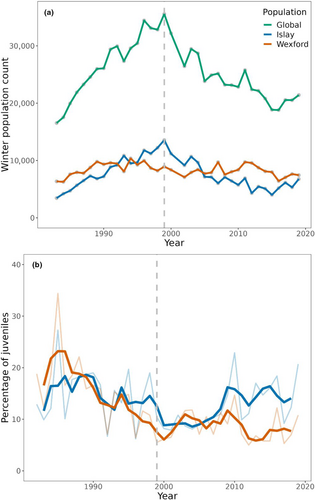 (a)
Population
Global
Islay
Wexford
Winter population count
30,000
20,000
10,000
0
1990
2000
2010
2020
Year
(b)
Percentage of juveniles
40
30
20
10
0
1990
2000
2010
2020
Year